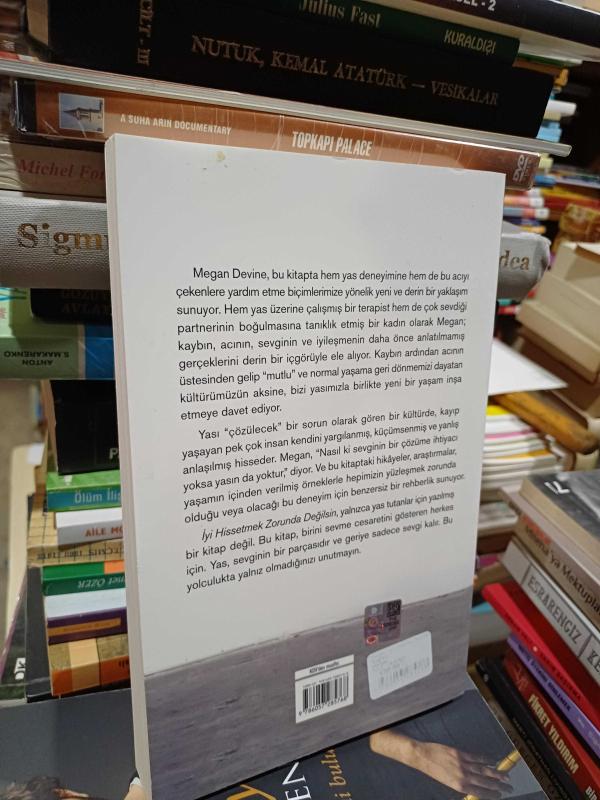 Julius Fast
KURALDIŞI
CİLT III
NUTUK, KEMAL ATATÜRK — VESİKALAR
A SUHA ARIN DOCUMENTARY
TOPKAPI PALACE
Michel
Megan Devine, bu kitapta hem yas deneyimine hem de bu acıyı
çekenlere yardım etme biçimlerimize yönelik yeni ve derin bir yaklaşım
sunuyor. Hem yas üzerine çalışmış bir terapist hem de çok sevdiği
partnerinin boğulmasına tanıklık etmiş bir kadın olarak Megan;
kaybın, acının, sevginin ve iyileşmenin daha önce anlatılmamış
gerçeklerini derin bir içgörüyle ele alıyor. Kaybın ardından acının
üstesinden gelip “mutlu” ve normal yaşama geri dönmemizi dayatan
kültürümüzün aksine, bizi yasımızla birlikte yeni bir yaşam inşa
etmeye davet ediyor.
Yası “çözülecek” bir sorun olarak gören bir kültürde, kayıp
yaşayan pek çok insan kendini yargılanmış, küçümsenmiş ve yanlış
anlaşılmış hisseder. Megan, “Nasıl ki sevginin bir çözüme ihtiyacı
yoksa yasın da yoktur,” diyor. Ve bu kitaptaki hikâyeler, araştırmalar,
yaşamın içinden verilmiş örneklerle hepimizin yüzleşmek zorunda
olduğu veya olacağı bu deneyim için benzersiz bir rehberlik sunuyor.
İyi Hissetmek Zorunda Değilsin, yalnızca yas tutanlar için yazılmış
bir kitap değil. Bu kitap, birini sevme cesaretini gösteren herkes
için. Yas, sevginin bir parçasıdır ve geriye sadece sevgi kalır. Bu
yolculukta yalnız olmadığınızı unutmayın.
ANTON
S. MAKARENKO
Ölüm
AİLE
ÖZER
ESRARENGİZ
FİKRET YILDIRIM